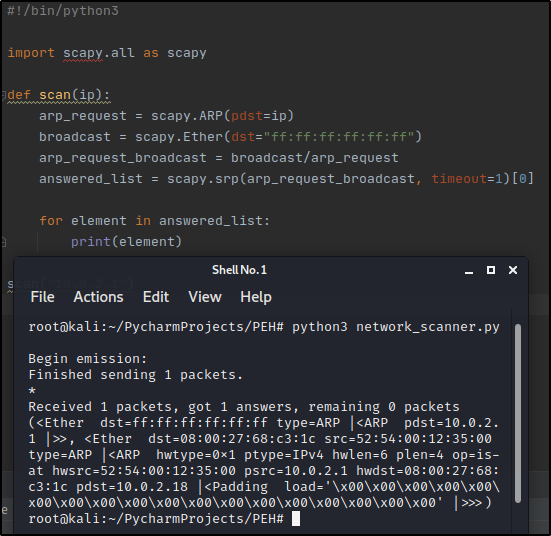 #!/bin/python3
import scapy.all as scapy
def scan(ip):
    arp_request = scapy.ARP(pdst=ip)
    broadcast = scapy.Ether(dst="ff:ff:ff:ff:ff:ff")
    arp_request_broadcast = broadcast/arp_request
    answered_list = scapy.srp(arp_request_broadcast, timeout=1)[0]
    for element in answered_list:
        print(element)
Shell No. 1
File Actions Edit View Help
root@kali:~/PycharmProjects/PEH# python3 network_scanner.py
Begin emission:
Finished sending 1 packets.
*
Received 1 packets, got 1 answers, remaining 0 packets
(<Ether  dst=ff:ff:ff:ff:ff:ff type=ARP |<ARP  pdst=10.0.2.
1 |>>, <Ether  dst=08:00:27:68:c3:1c src=52:54:00:12:35:00
type=ARP |<ARP  hwtype=0×1 ptype=IPv4 hwlen=6 plen=4 op=is-
at hwsrc=52:54:00:12:35:00 psrc=10.0.2.1 hwdst=08:00:27:68:
c3:1c pdst=10.0.2.18 |<Padding  load='\x00\x00\x00\x00\x00\
x00\x00\x00\x00\x00\x00\x00\x00\x00\x00\x00\x00\x00' |>>>)
root@kali:~/PycharmProjects/PEH#